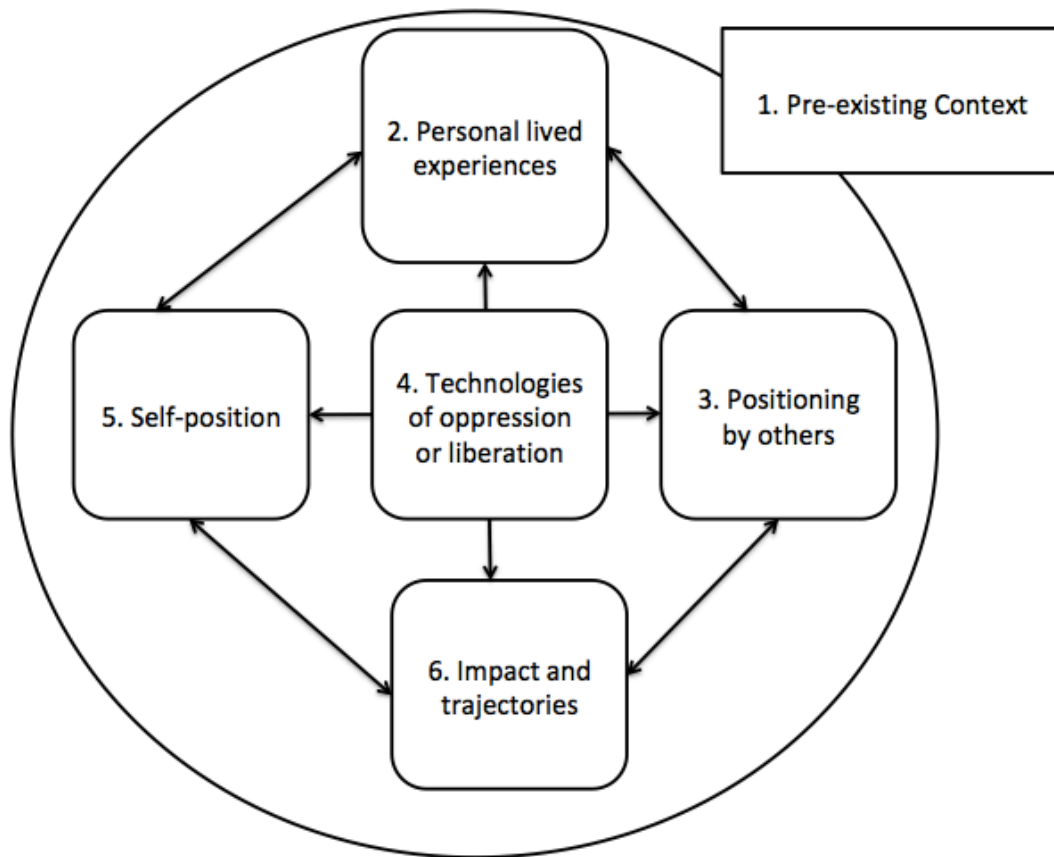 1. Pre-existing Context
2. Personal lived
experiences
3. Positioning
by others
4. Technologies
of oppression
or liberation
5. Self-position
6. Impact and
trajectories